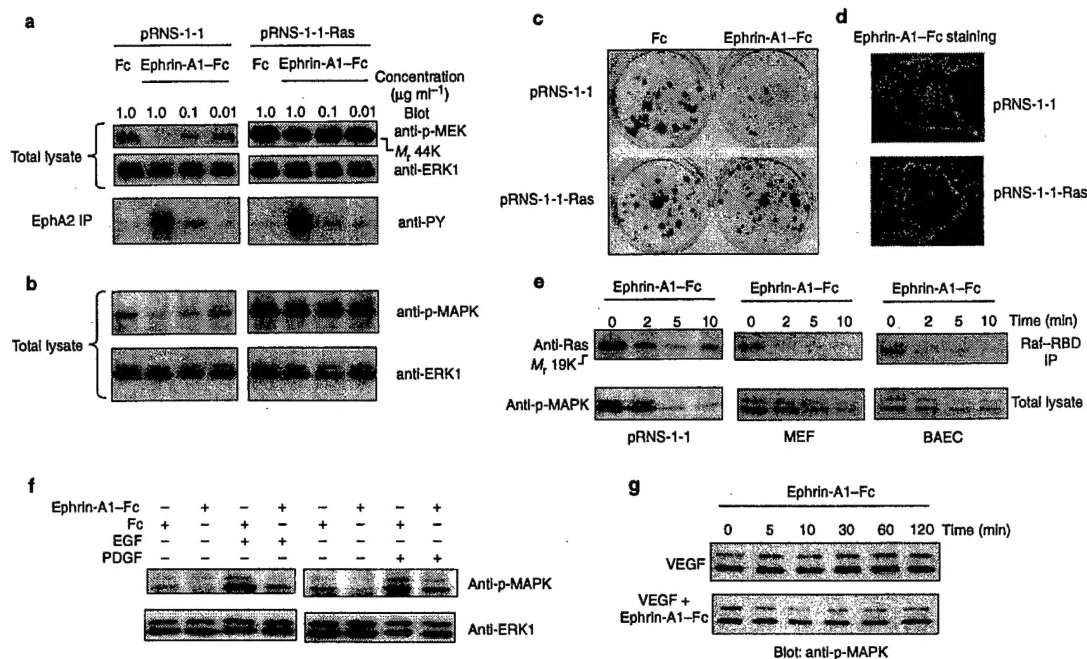 a
pRNS-1-1 pRNS-1-1-Ras
Fc Ephrin-A1–Fc Fc Ephrin-A1–Fc
Concentration
(µg ml⁻¹)
1.0 1.0 0.1 0.01 1.0 1.0 0.1 0.01
Blot
anti-p-MEK
Mr 44K
Total lysate
anti-ERK1
EphA2 IP
anti-PY
b
anti-p-MAPK
Total lysate
anti-ERK1
c
Fc Ephrin-A1–Fc
pRNS-1-1
pRNS-1-1-Ras
d
Ephrin-A1–Fc staining
pRNS-1-1
pRNS-1-1-Ras
e
Ephrin-A1–Fc Ephrin-A1–Fc Ephrin-A1–Fc
0 2 5 10 0 2 5 10 0 2 5 10 Time (min)
Anti-Ras
Mr 19K
Raf–RBD
IP
Anti-p-MAPK
Total lysate
pRNS-1-1 MEF BAEC
f
Ephrin-A1–Fc – + – + – + – +
Fc + – + – + – + –
EGF – – + + – – – –
PDGF – – – – – – + +
Anti-p-MAPK
Anti-ERK1
g
Ephrin-A1–Fc
0 5 10 30 60 120 Time (min)
VEGF
VEGF +
Ephrin-A1–Fc
Blot: anti-p-MAPK